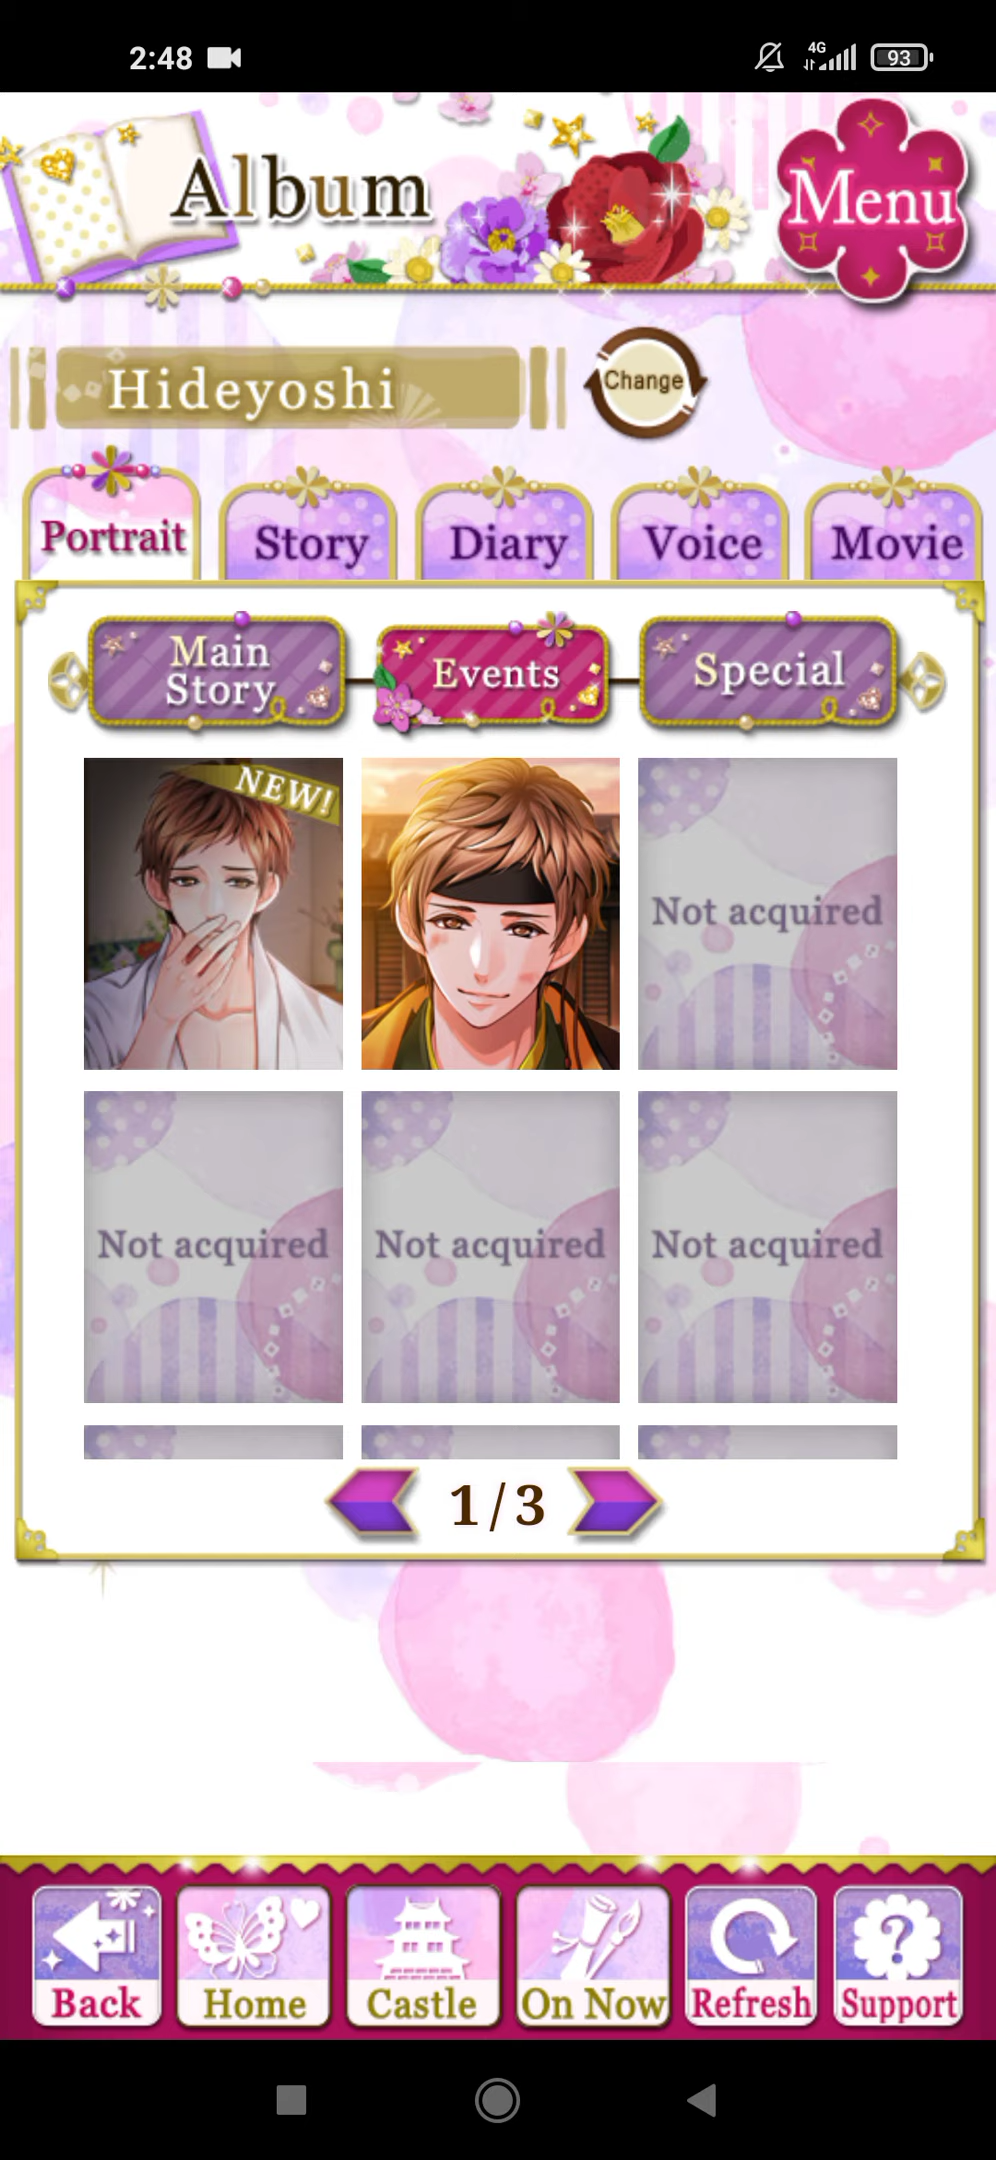 2:48
4G
93
Album
Menu
Hideyoshi
Change
Portrait
Story
Diary
Voice
Movie
Main
Story
Events
Special
NEW!
Not acquired
Not acquired
Not acquired
Not acquired
1/3
Back
Home
Castle
On Now
Refresh
Support